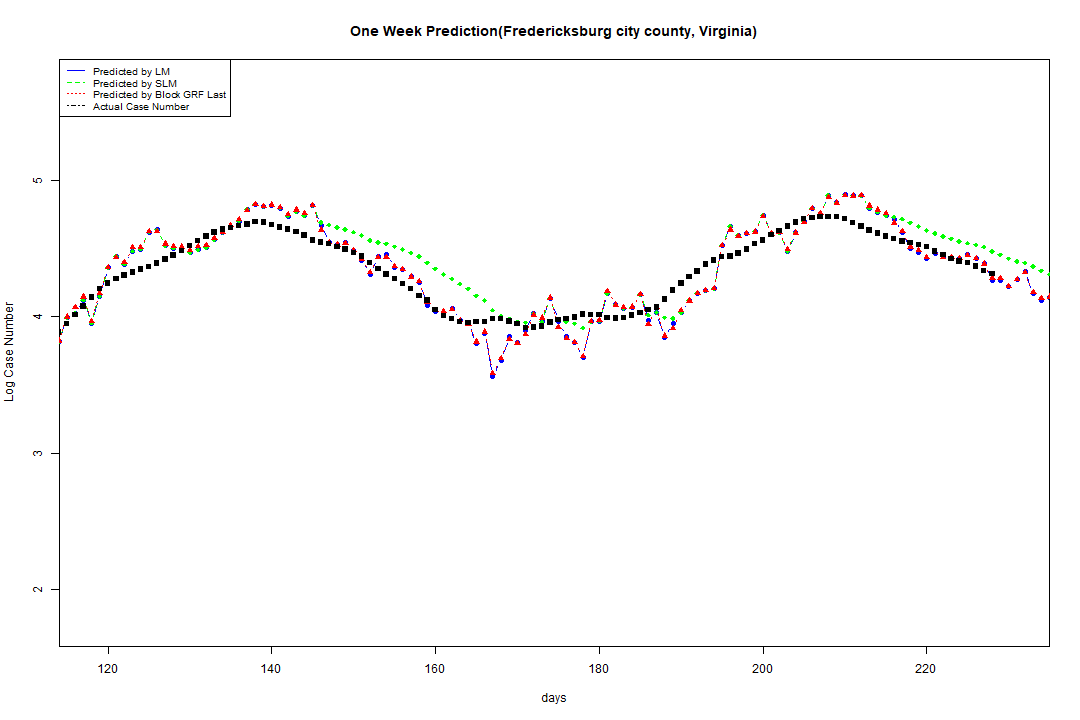 One Week Prediction(Fredericksburg city county, Virginia)
Predicted by LM
Predicted by SLM
Predicted by Block GRF Last
Actual Case Number
5
4
3
2
Log Case Number
120 140 160 180 200 220
days